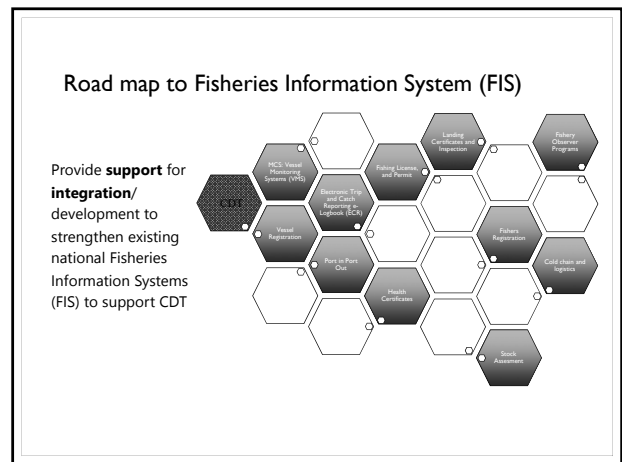 Road map to Fisheries Information System (FIS)
Provide support for
integration/
development to
strengthen existing
national Fisheries
Information Systems
(FIS) to support CDT
CDT
MCS: Vessel
Monitoring
Systems (VMS)
Vessel
Registration
Electronic Trip
and Catch
Reporting e-
Logbook (ECR)
Port in Port
Out
Fishing License,
and Permit
Health
Certificates
Landing
Certificates and
Inspection
Fishers
Registration
Stock
Assesment
Fishery
Observer
Programs
Cold chain and
logistics